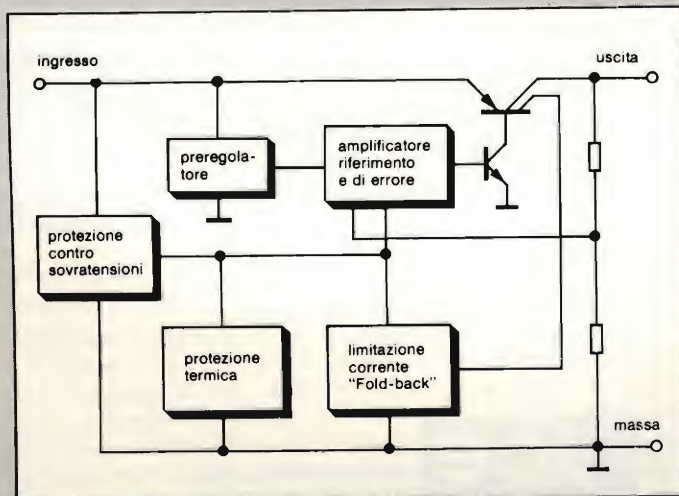 ingresso
uscita
preregola-
tore
amplificatore
riferimento
e di errore
protezione
contro
sovratensioni
protezione
termica
limitazione
corrente
"Fold-back"
massa